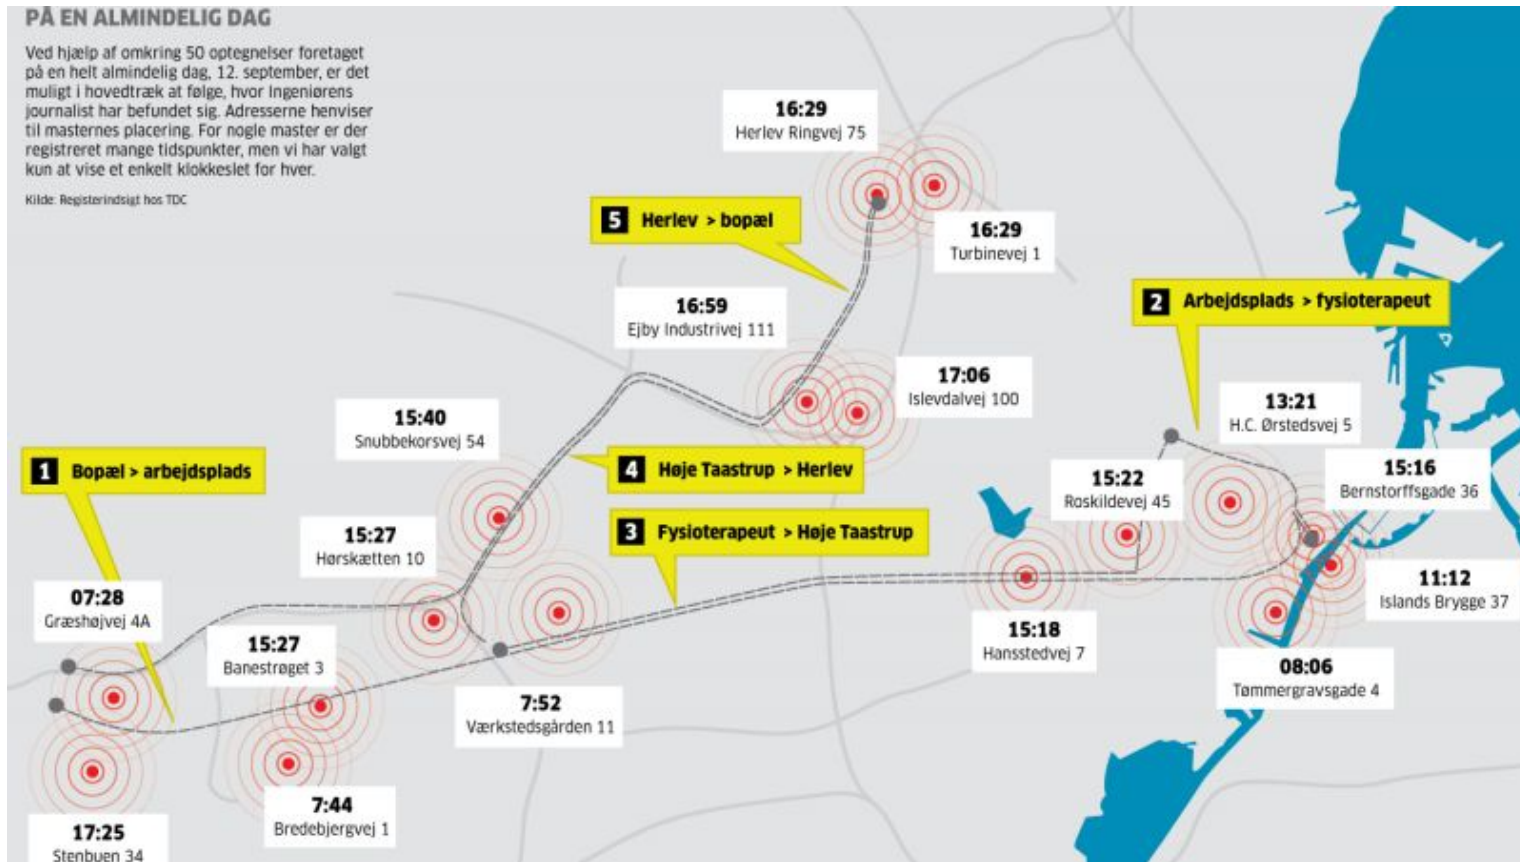 PÅ EN ALMINDELIG DAG
Ved hjælp af omkring 50 optegnelser foretaget
på en helt almindelig dag, 12. september, er det
muligt i hovedtræk at følge, hvor Ingeniørens
journalist har befundet sig. Adresserne henviser
til masternes placering. For nogle master er der
registreret mange tidspunkter, men vi har valgt
kun at vise et enkelt klokkeslet for hver.
Kilde: Registerindsigt hos TDC
16:29
Herlev Ringvej 75
5 Herlev > bopæl
16:29
Turbinevej 1
16:59
Ejby Industrivej 111
2 Arbejdsplads > fysioterapeut
17:06
Islevdalvej 100
13:21
H.C. Ørstedsvej 5
15:40
Snubbekorsvej 54
1 Bopæl > arbejdsplads
4 Høje Taastrup > Herlev
15:22
Roskildevej 45
15:16
Bernstorffsgade 36
15:27
Hørskætten 10
3 Fysioterapeut > Høje Taastrup
07:28
Græshøjvej 4A
11:12
Islands Brygge 37
15:27
Banestrøget 3
15:18
Hansstedvej 7
08:06
Tømmergravsgade 4
7:52
Værkstedsgården 11
7:44
Bredebjergvej 1
17:25
Stenbuen 34